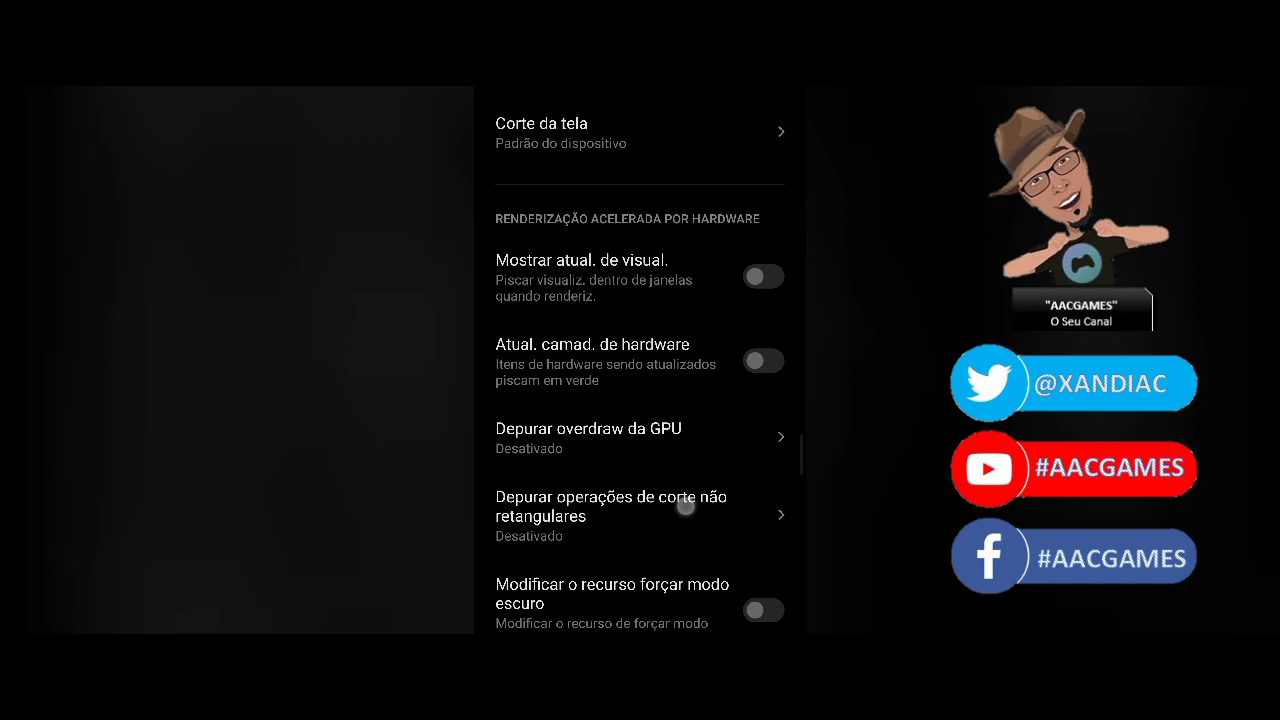 Corte da tela
Padrão do dispositivo
RENDERIZAÇÃO ACELERADA POR HARDWARE
Mostrar atual. de visual.
Piscar visualiz. dentro de janelas
quando renderiz.
Atual. camad. de hardware
Itens de hardware sendo atualizados
piscam em verde
Depurar overdraw da GPU
Desativado
Depurar operações de corte não
retangulares
Desativado
Modificar o recurso forçar modo
escuro
Modificar o recurso de forçar modo
"AACGAMES"
O Seu Canal
@XANDIAC
#AACGAMES
#AACGAMES